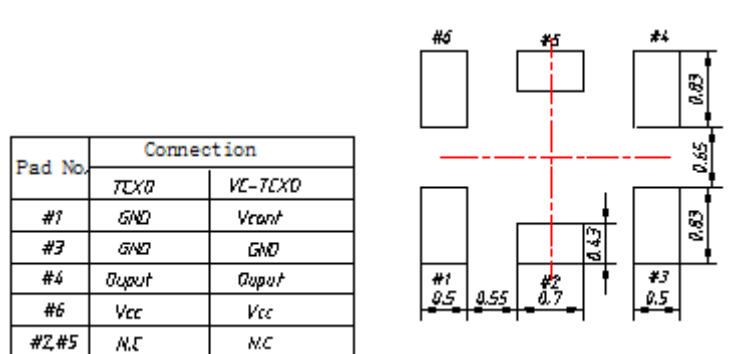 #6 #5 #4
0.83
0.65
0.83
0.43
#1 #2 #3
0.5 0.55 0.7 0.5
Pad No. Connection
TCXO VC-TCXO
#1 GND Vcont
#3 GND GND
#4 Ouput Ouput
#6 Vcc Vcc
#2,#5 N.C N.C